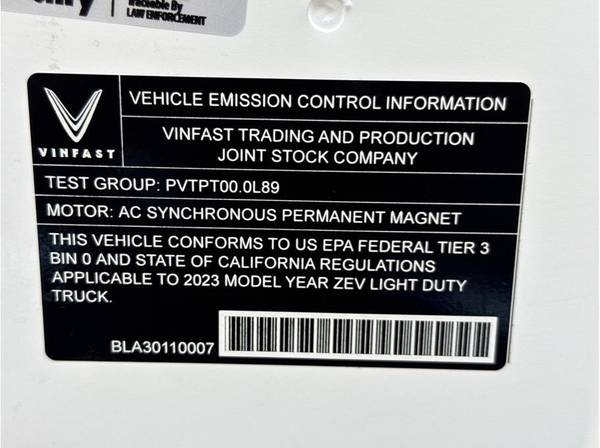 Traceable By
LAW ENFORCEMENT
VINFAST
VEHICLE EMISSION CONTROL INFORMATION
VINFAST TRADING AND PRODUCTION
JOINT STOCK COMPANY
TEST GROUP: PVTPT00.0L89
MOTOR: AC SYNCHRONOUS PERMANENT MAGNET
THIS VEHICLE CONFORMS TO US EPA FEDERAL TIER 3
BIN 0 AND STATE OF CALIFORNIA REGULATIONS
APPLICABLE TO 2023 MODEL YEAR ZEV LIGHT DUTY
TRUCK.
BLA30110007